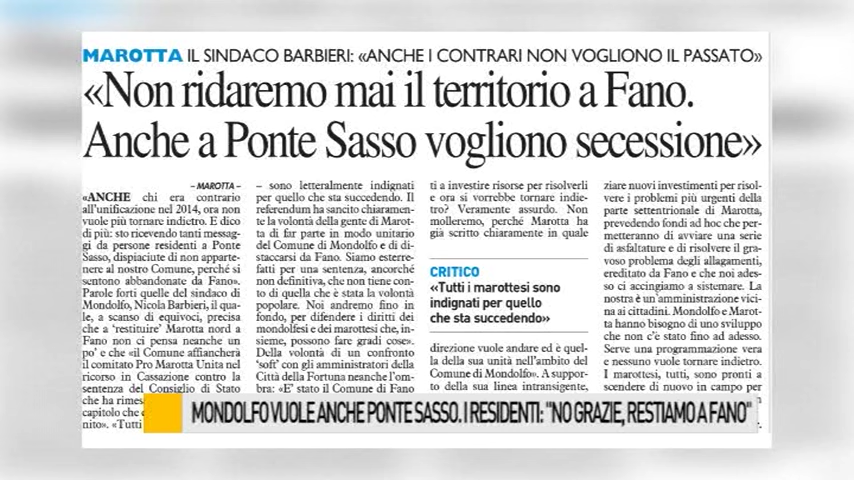 MAROTTA IL SINDACO BARBIERI: «ANCHE I CONTRARI NON VOGLIONO IL PASSATO»
«Non ridaremo mai il territorio a Fano.
Anche a Ponte Sasso vogliono secessione»
– MAROTTA –
«ANCHE chi era contrario
all'unificazione nel 2014, ora non
vuole più tornare indietro. E dico
di più: sto ricevendo tanti messag-
gi da persone residenti a Ponte
Sasso, dispiaciute di non appar-
nere al nostro Comune, perché si
sentono abbandonate da Fano».
Parole forti quelle del sindaco di
Mondolfo, Nicola Barbieri, il qua-
le, a scanso di equivoci, precisa
che a 'restituire' Marotta nord a
Fano non ci pensa neanche un
po' e che «il Comune affiancherà
il comitato Pro Marotta Unita nel
ricorso in Cassazione contro la
sentenza del Consiglio di Stato
che ha rimes
capitolo che
nito». «Tutti
– sono letteralmente indignati
per quello che sta succedendo. Il
referendum ha sancito chiaramen-
te la volontà della gente di Marot-
ta di far parte in modo unitario
del Comune di Mondolfo e di di-
staccarsi da Fano. Siamo esterre-
fatti per una sentenza, ancorché
non definitiva, che non tiene con-
to di quella che è stata la volontà
popolare. Noi andremo fino in
fondo, per difendere i diritti dei
mondolfesi e dei marottesi che, in-
sieme, possono fare gradi cose».
Della volontà di un confronto
'soft' con gli amministratori della
Città della Fortuna neanche l'om-
bra: «E' stato il Comune di Fano
ti a investire risorse per risolverli
e ora si vorrebbe tornare indie-
tro? Veramente assurdo. Non
molleremo, perché Marotta ha
già scritto chiaramente in quale
CRITICO
«Tutti i marottesi sono
indignati per quello
che sta succedendo»
direzione vuole andare ed è quel-
la della sua unità nell'ambito del
Comune di Mondolfo». A suppor-
to della sua linea intransigente,
ziare nuovi investimenti per risol-
vere i problemi più urgenti della
parte settentrionale di Marotta,
prevedendo fondi ad hoc che per-
metteranno di avviare una serie
di asfaltature e di risolvere il gra-
voso problema degli allagamenti,
ereditato da Fano e che noi ades-
so ci accingiamo a sistemare. La
nostra è un'amministrazione vici-
na ai cittadini. Mondolfo e Marot-
ta hanno bisogno di uno sviluppo
che non c'è stato fino ad adesso.
Serve una programmazione vera
e nessuno vuole tornare indietro.
I marottesi, tutti, sono pronti a
scendere di nuovo in campo per
MONDOLFO VUOLE ANCHE PONTE SASSO. I RESIDENTI: "NO GRAZIE, RESTIAMO A FANO"